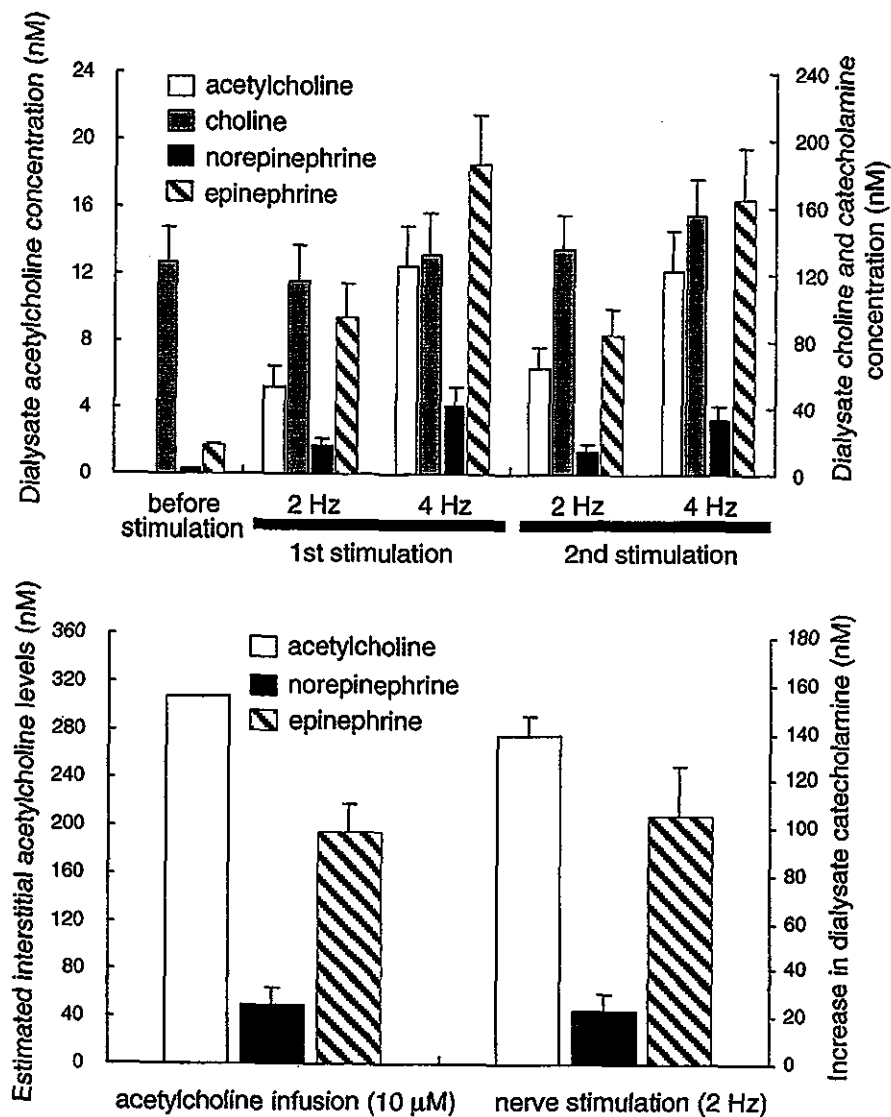 Dialysate acetylcholine concentration (nM)
24
20
16
12
8
4
0
acetylcholine
choline
norepinephrine
epinephrine
240
200
160
120
80
40
0
Dialysate choline and catecholamine
concentration (nM)
before
stimulation
2 Hz
4 Hz
2 Hz
4 Hz
1st stimulation
2nd stimulation
Estimated interstitial acetylcholine levels (nM)
360
320
280
240
200
160
120
80
40
0
acetylcholine
norepinephrine
epinephrine
180
160
140
120
100
80
60
40
20
0
Increase in dialysate catecholamine (nM)
acetylcholine infusion (10 μM)
nerve stimulation (2 Hz)